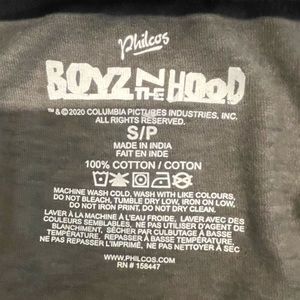 Philcos
BOYZ N THE HOOD
™ & © 2020 COLUMBIA PICTURES INDUSTRIES, INC.
ALL RIGHTS RESERVED.
S/P
MADE IN INDIA
FAIT EN INDE
100% COTTON / COTON
MACHINE WASH COLD, WASH WITH LIKE COLOURS,
DO NOT BLEACH, TUMBLE DRY LOW, IRON ON LOW,
DO NOT IRON PRINT, DO NOT DRY CLEAN.
LAVER À LA MACHINE À L'EAU FROIDE, LAVER AVEC DES
COULEURS SEMBLABLES, NE PAS UTILISER D'AGENT DE
BLANCHIMENT, SÉCHER PAR CULBUTAGE À BASSE
TEMPÉRATURE, REPASSER À BASSE TEMPÉRATURE,
NE PAS REPASSER L'IMPRIMÉ, NE PAS NETTOYER
À SEC.
WWW.PHILCOS.COM
RN # 158447